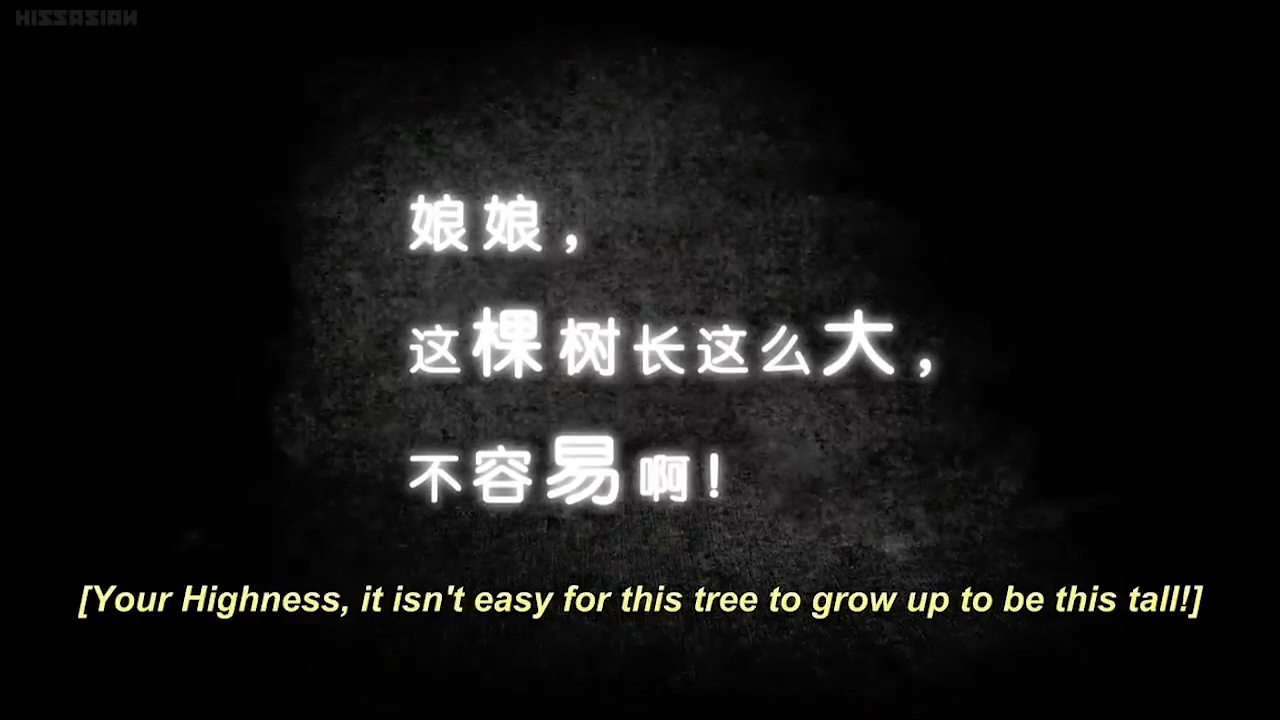 HISSASIAN
娘娘，
这棵树长这么大，
不容易啊！
[Your Highness, it isn't easy for this tree to grow up to be this tall!]